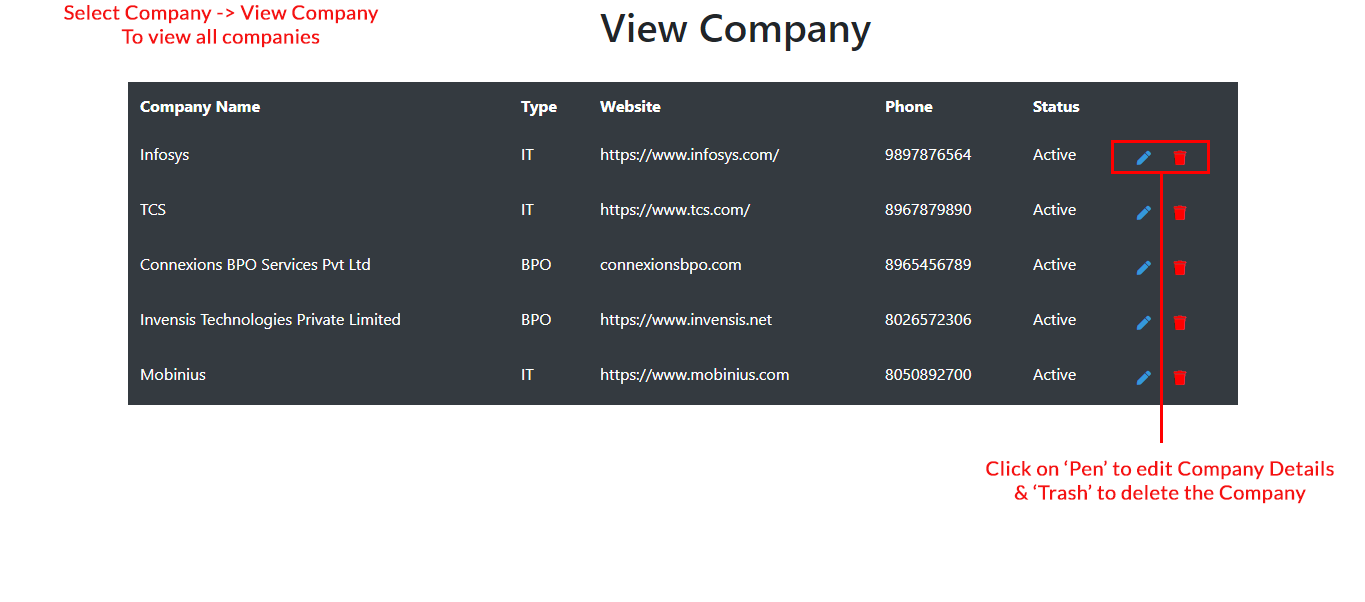 Select Company -> View Company
To view all companies
View Company
Company Name Type Website Phone Status
Infosys IT https://www.infosys.com/ 9897876564 Active
TCS IT https://www.tcs.com/ 8967879890 Active
Connexions BPO Services Pvt Ltd BPO connexionsbpo.com 8965456789 Active
Invensis Technologies Private Limited BPO https://www.invensis.net 8026572306 Active
Mobinius IT https://www.mobinius.com 8050892700 Active
Click on ‘Pen’ to edit Company Details
& ‘Trash’ to delete the Company